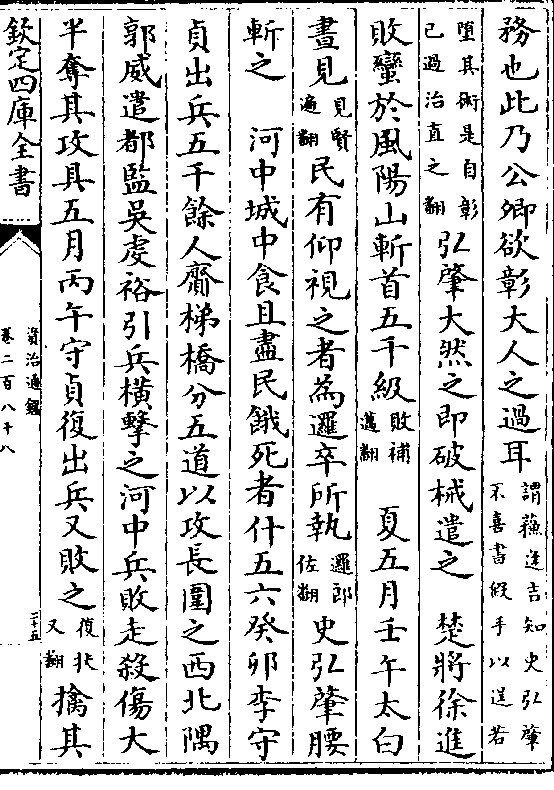 務也此乃公卿欲彰大人之過耳謂蘇逢吉知史弘肇不喜書假手以逞若
墮其術是自彰已過治直之翻弘肇大然之即破械遣之 楚將徐進
敗蠻於風陽山斬首五千級敗補邁翻 夏五月壬午太白
晝見見賢遍翻民有仰視之者為邏卒所執邏郎佐翻史弘肇腰
斬之 河中城中食且盡民餓死者什五六癸卯李守
貞出兵五千餘人齎梯橋分五道以攻長圍之西北隅
郭威遣都監吳虔裕引兵橫擊之河中兵敗走殺傷大
半奪其攻具五月丙午守貞復出兵又敗之復扶又翻擒其
欽定四庫全書
資治通鑑
卷二百八十八
二十五